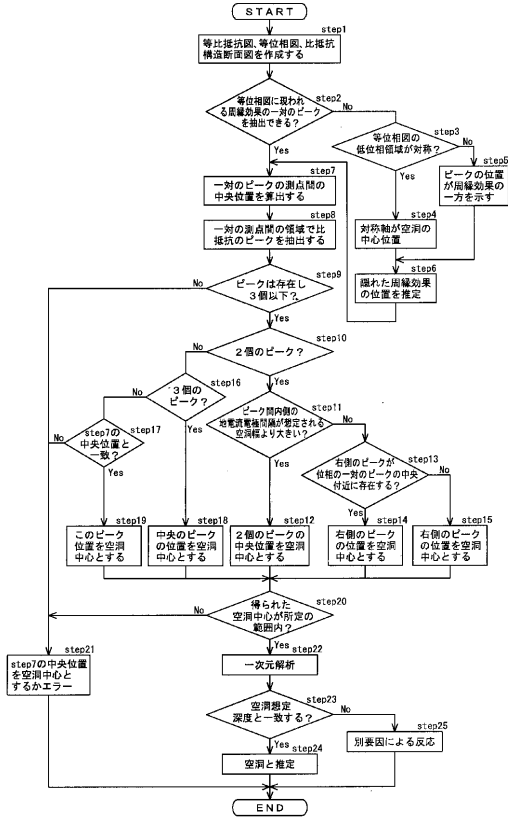 START
step1
等比抵抗図、等位相図、比抵抗
構造断面図を作成する
step2
等位相図に現われ
る周縁効果の一対のピーク
を抽出できる?
No
Yes
step3
等位相図の
低位相領域が対称?
No
Yes
step5
ピークの位置
が周縁効果の
一方を示す
step4
対称軸が空洞の
中心位置
step6
隠れた周縁効果
の位置を推定
step7
一対のピークの測点間の
中央位置を算出する
step8
一対の測点間の領域で比
抵抗のピークを抽出する
step9
ピークは存在し
3個以下?
No
Yes
step10
2個のピーク?
No
Yes
step16
3個の
ピーク?
No
Yes
step17
step7の
中央位置と
一致?
No
Yes
step11
ピーク間内側の
地電流電極間隔が想定される
空洞幅より大きい?
No
Yes
step13
右側のピークが
位相の一対のピークの中央
付近に存在する?
No
Yes
step19
このピーク
位置を空洞
中心とする
step18
中央のピーク
の位置を空洞
中心とする
step12
2個のピークの
中央位置を空洞
中心とする
step14
右側のピーク
の位置を空洞
中心とする
step15
右側のピーク
の位置を空洞
中心とする
step20
得られた
空洞中心が所定の
範囲内?
No
Yes
step21
step7の中央位置
を空洞中心と
するかエラー
step22
一次元解析
step23
空洞想定
深度と一致する?
No
Yes
step24
空洞と推定
step25
別要因による反応
END